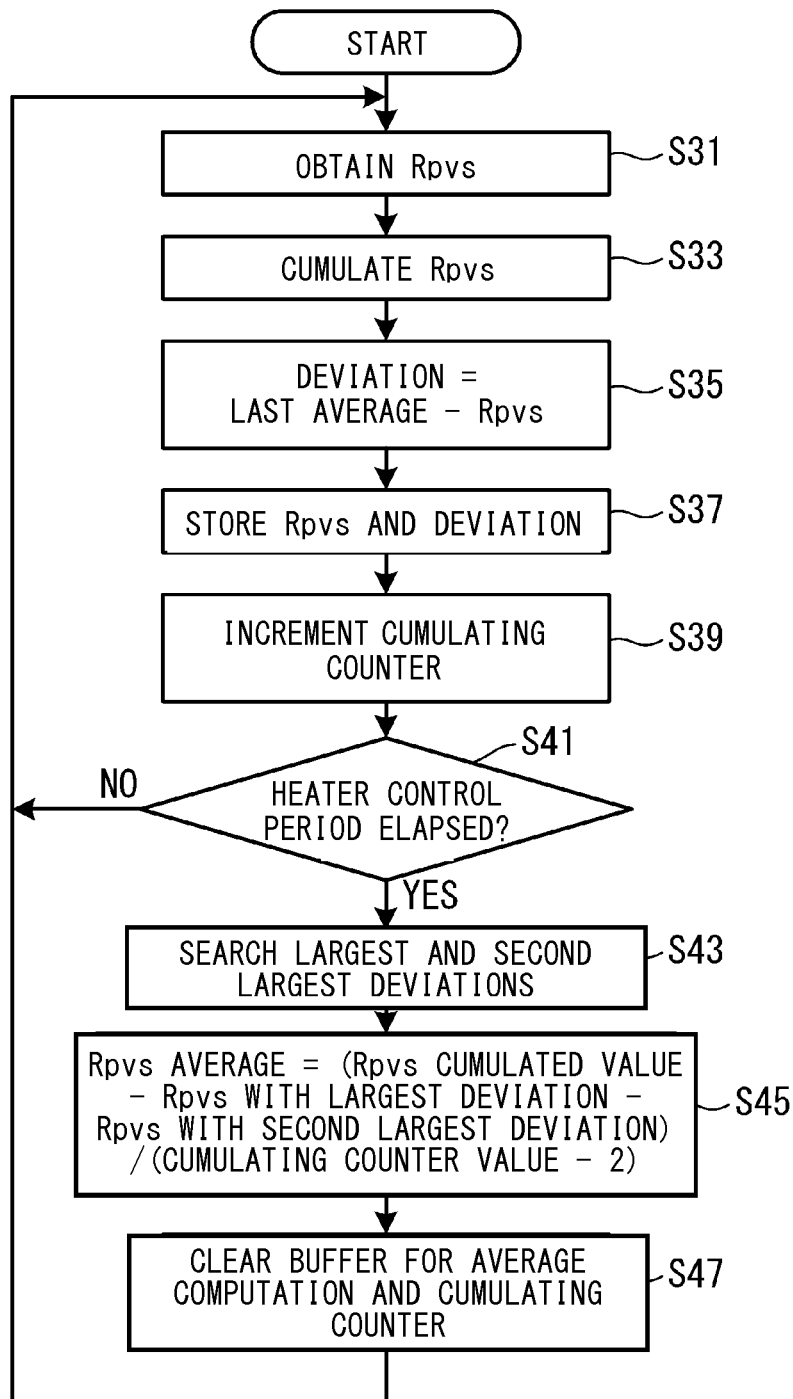 START
OBTAIN Rpvs
S31
CUMULATE Rpvs
S33
DEVIATION =
LAST AVERAGE - Rpvs
S35
STORE Rpvs AND DEVIATION
S37
INCREMENT CUMULATING
COUNTER
S39
S41
NO
HEATER CONTROL
PERIOD ELAPSED?
YES
SEARCH LARGEST AND SECOND
LARGEST DEVIATIONS
S43
Rpvs AVERAGE = (Rpvs CUMULATED VALUE
- Rpvs WITH LARGEST DEVIATION -
Rpvs WITH SECOND LARGEST DEVIATION)
/(CUMULATING COUNTER VALUE - 2)
S45
CLEAR BUFFER FOR AVERAGE
COMPUTATION AND CUMULATING
COUNTER
S47